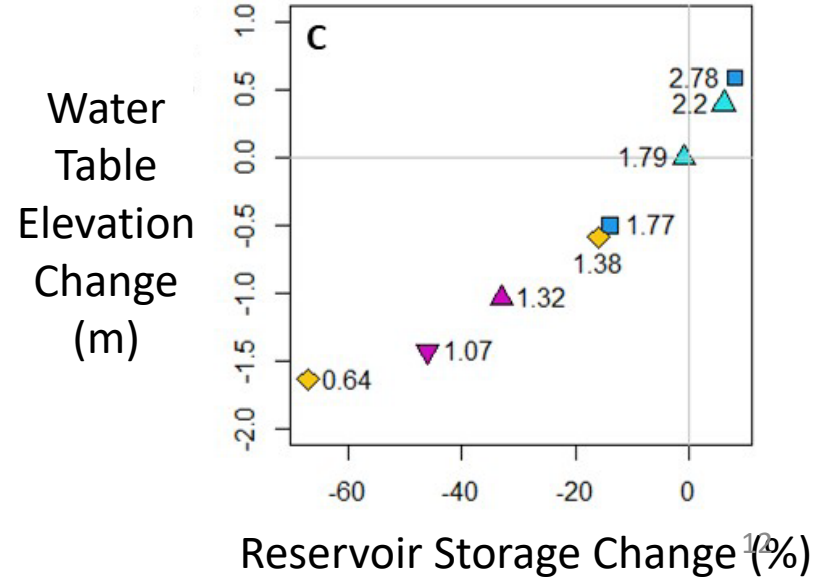 C
Water
Table
Elevation
Change
(m)
1.0
0.5
0.0
-0.5
-1.0
-1.5
-2.0
2.78
2.2
1.79
1.77
1.38
1.32
1.07
0.64
-60 -40 -20 0
Reservoir Storage Change (%)
12